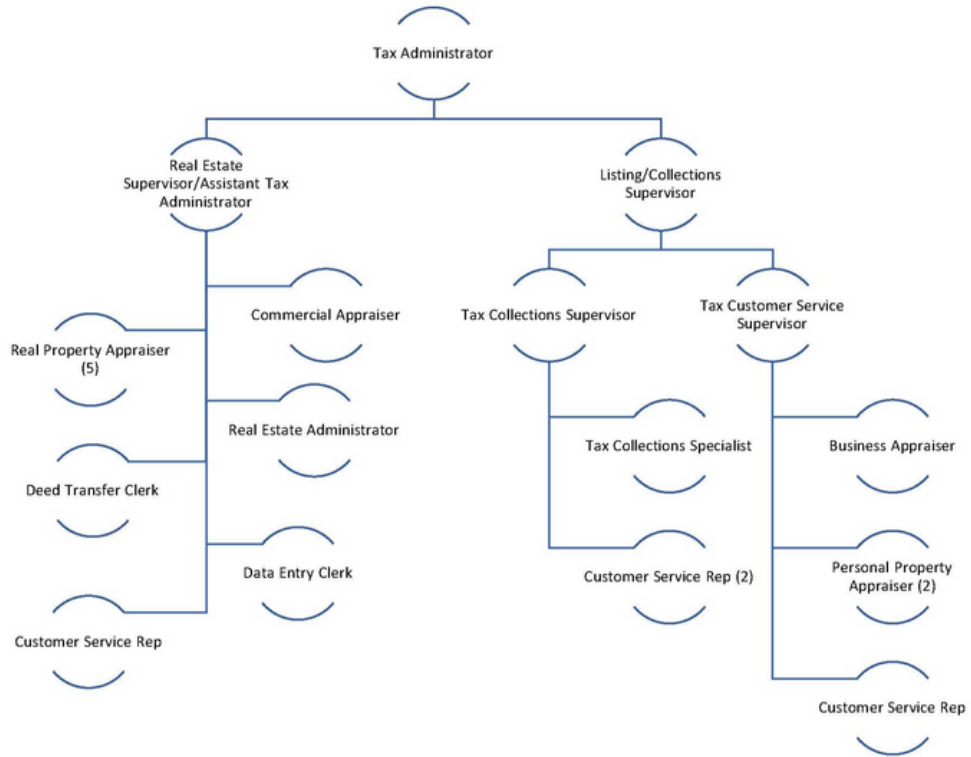 Tax Administrator
Real Estate
Supervisor/Assistant Tax
Administrator
Listing/Collections
Supervisor
Commercial Appraiser
Real Property Appraiser
(5)
Real Estate Administrator
Deed Transfer Clerk
Data Entry Clerk
Customer Service Rep
Tax Collections Supervisor
Tax Customer Service
Supervisor
Tax Collections Specialist
Customer Service Rep (2)
Business Appraiser
Personal Property
Appraiser (2)
Customer Service Rep